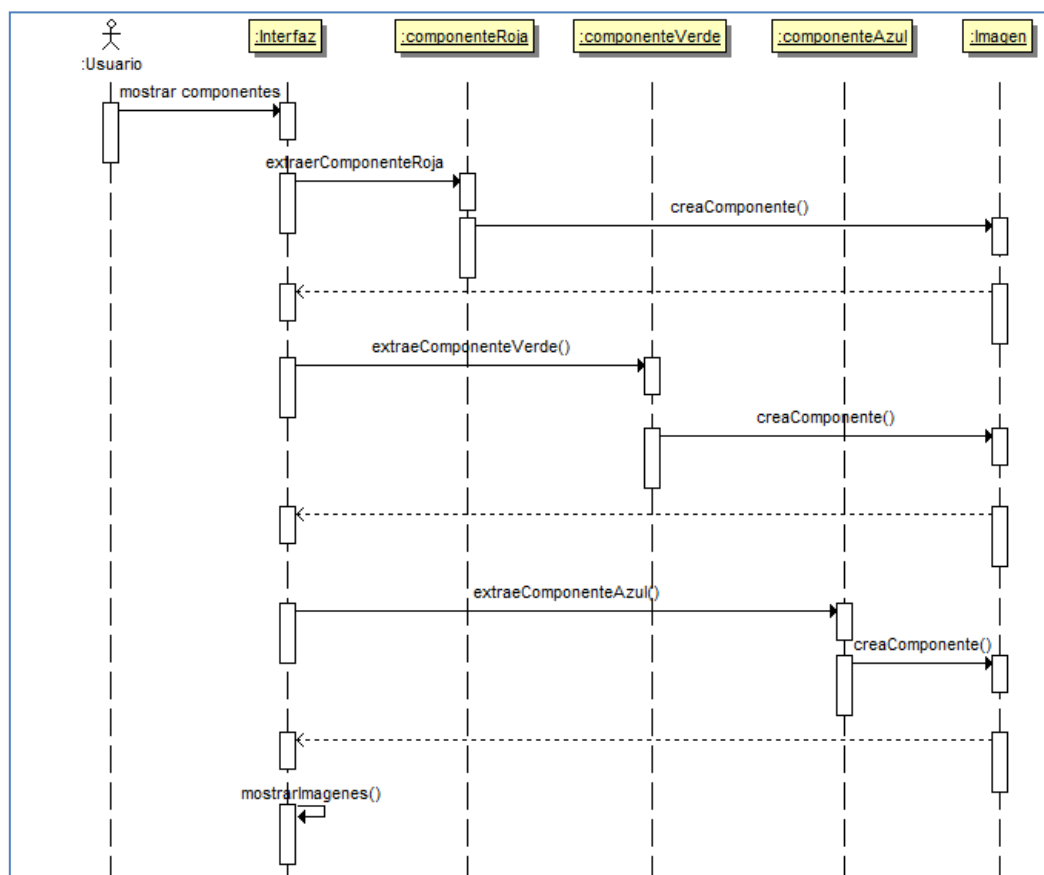 :Interfaz
:componenteRoja
:componenteVerde
:componenteAzul
:Imagen
:Usuario
mostrar componentes
extraerComponenteRoja
creaComponente()
extraeComponenteVerde()
creaComponente()
extraeComponenteAzul()
creaComponente()
mostrarImagenes()